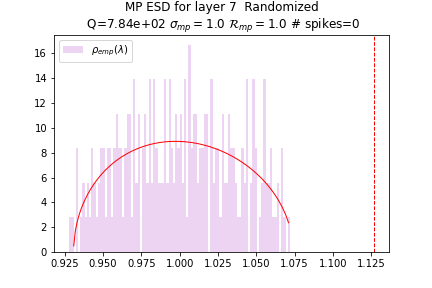 MP ESD for layer 7  Randomized
Q=7.84e+02 σmp = 1.0 ℛmp = 1.0 # spikes=0
ρemp(λ)
16
14
12
10
8
6
4
2
0
0.925 0.950 0.975 1.000 1.025 1.050 1.075 1.100 1.125